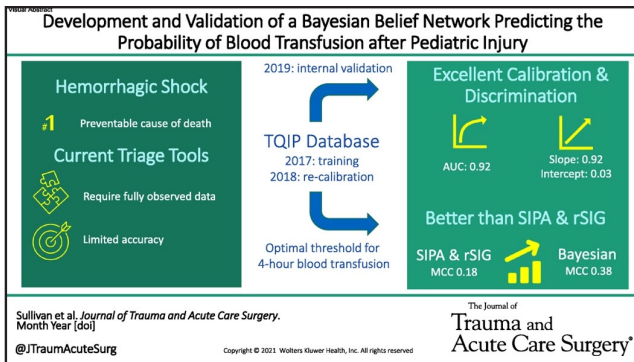 Visual Abstract
Development and Validation of a Bayesian Belief Network Predicting the
Probability of Blood Transfusion after Pediatric Injury
Hemorrhagic Shock
#1
Preventable cause of death
Current Triage Tools
Require fully observed data
Limited accuracy
2019: internal validation
TQIP Database
2017: training
2018: re-calibration
Optimal threshold for
4-hour blood transfusion
Excellent Calibration &
Discrimination
AUC: 0.92
Slope: 0.92
Intercept: 0.03
Better than SIPA & rSIG
SIPA & rSIG
MCC 0.18
Bayesian
MCC 0.38
Sullivan et al. Journal of Trauma and Acute Care Surgery.
Month Year [doi]
@JTraumAcuteSurg
Copyright © 2021 Wolters Kluwer Health, Inc. All rights reserved
The Journal of
Trauma and
Acute Care Surgery®